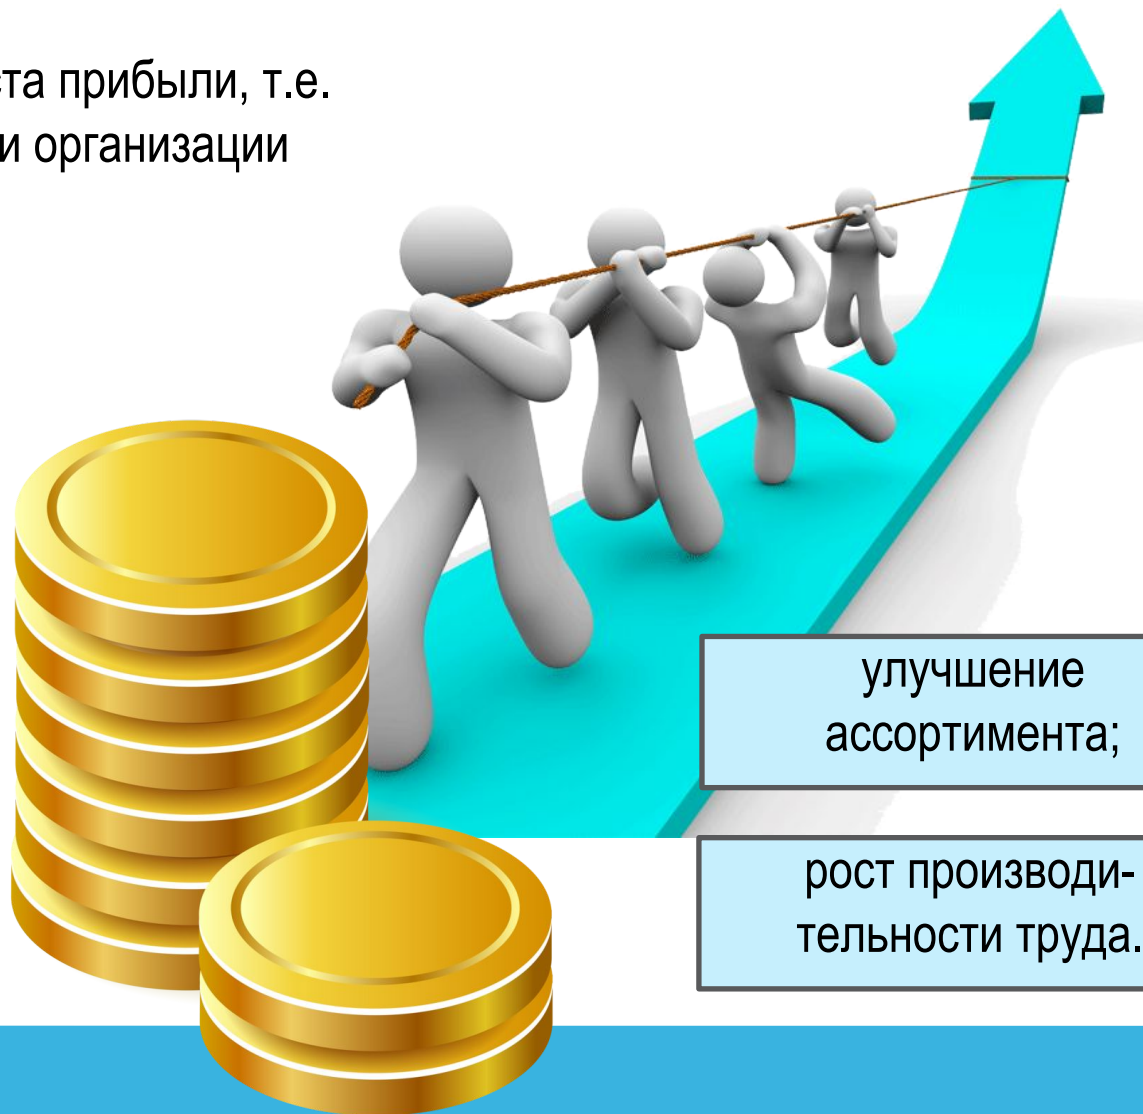 ста прибыли, т.е.
и организации
улучшение
ассортимента;
рост производи-
тельности труда.